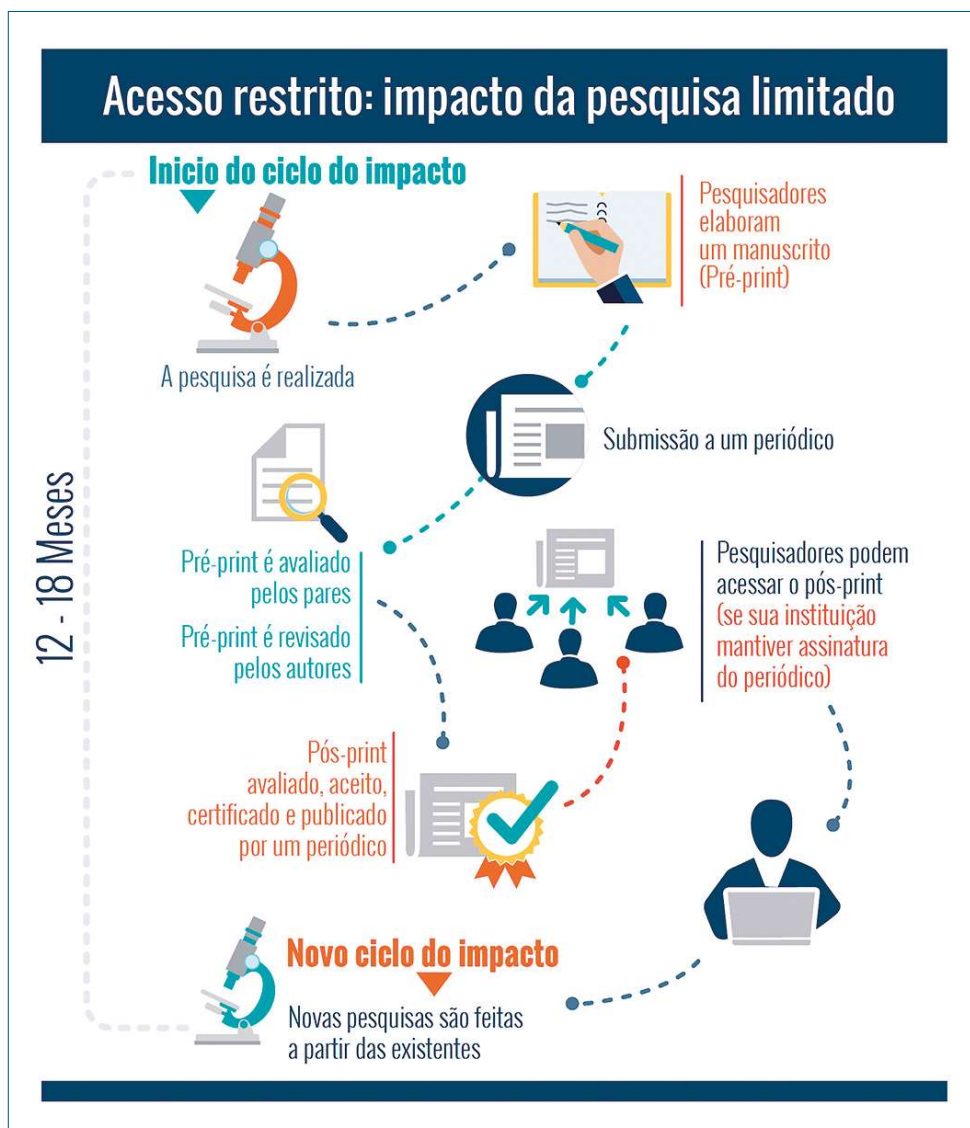 Acesso restrito: impacto da pesquisa limitado
Inicio do ciclo do impacto
A pesquisa é realizada
Pesquisadores
elaboram
um manuscrito
(Pré-print)
Submissão a um periódico
Pré-print é avaliado
pelos pares
Pré-print é revisado
pelos autores
Pós-print
avaliado, aceito,
certificado e publicado
por um periódico
Pesquisadores podem
acessar o pós-print
(se sua instituição
mantiver assinatura
do periódico)
Novo ciclo do impacto
Novas pesquisas são feitas
a partir das existentes
12 - 18 Meses